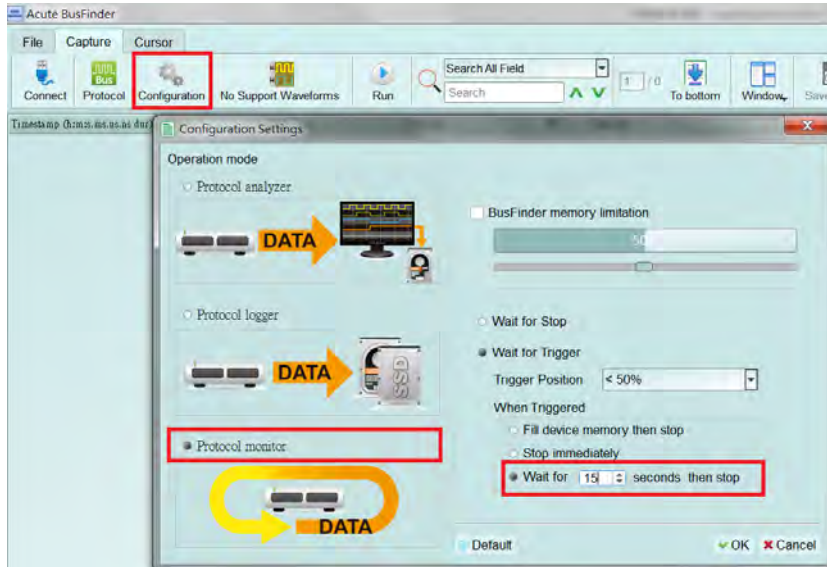 Acute BusFinder
File Capture Cursor
Search All Field
Connect Protocol Configuration No Support Waveforms Run Search 1 / 0 To bottom Window
Configuration Settings
Operation mode
Protocol analyzer
BusFinder memory limitation
DATA
50
Protocol logger
Wait for Stop
Wait for Trigger
DATA
SSD
Trigger Position < 50%
When Triggered
Fill device memory then stop
Protocol monitor
Stop immediately
Wait for 15 seconds then stop
DATA
Default OK Cancel